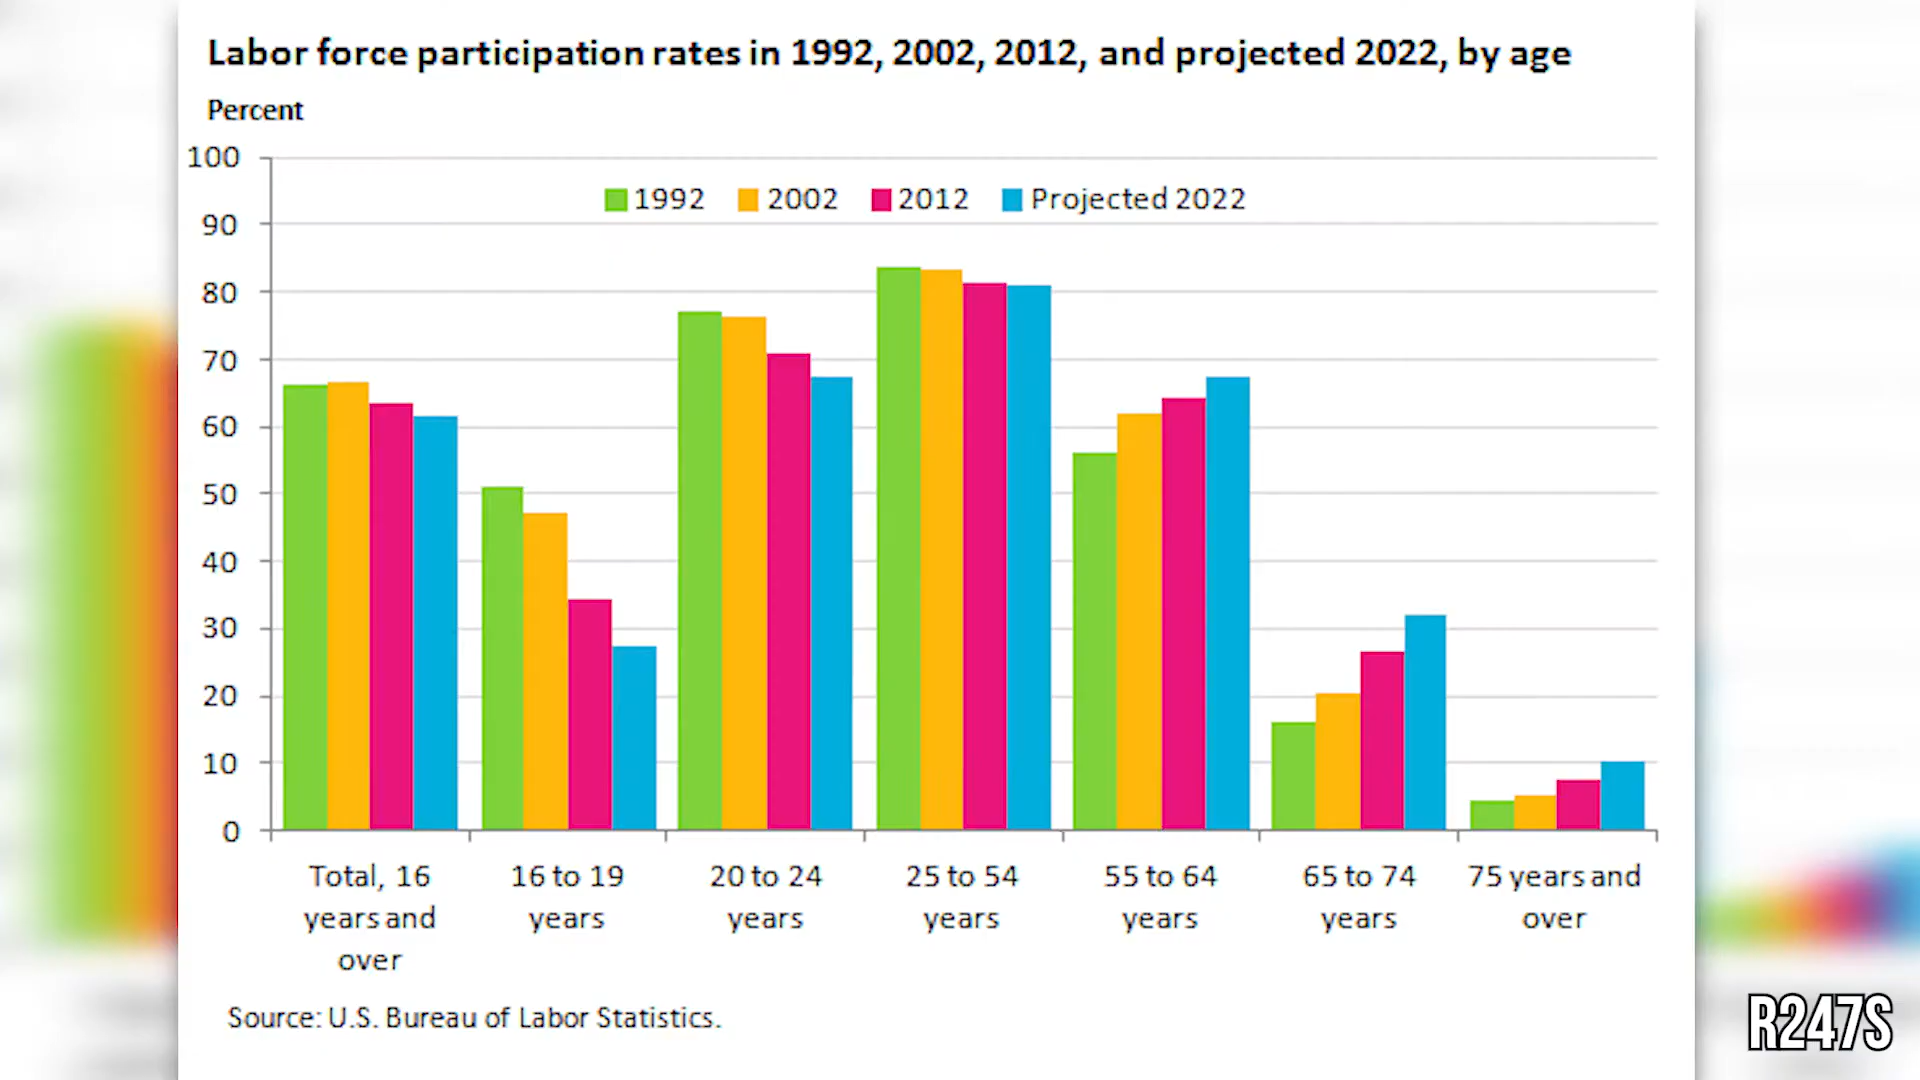 Labor force participation rates in 1992, 2002, 2012, and projected 2022, by age
Percent
100
1992 2002 2012 Projected 2022
90
80
70
60
50
40
30
20
10
0
Total, 16 years and over
16 to 19 years
20 to 24 years
25 to 54 years
55 to 64 years
65 to 74 years
75 years and over
Source: U.S. Bureau of Labor Statistics.
R247S